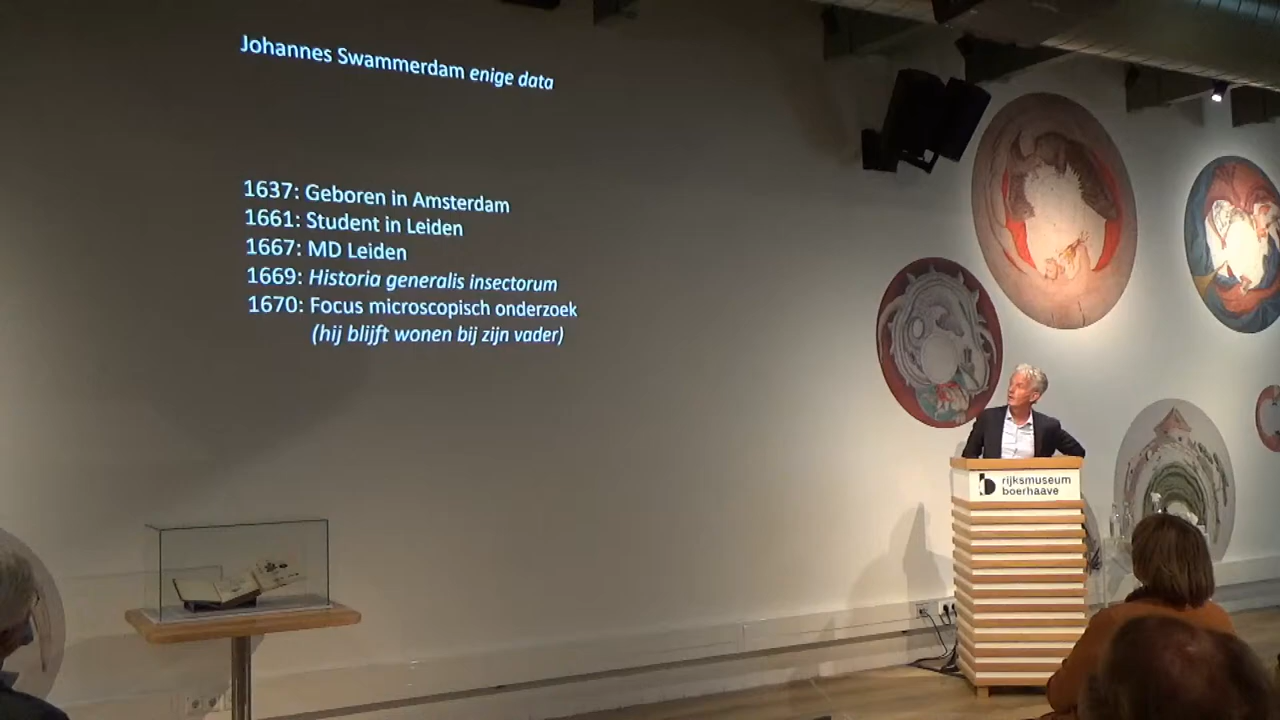 Johannes Swammerdam enige data
1637: Geboren in Amsterdam
1661: Student in Leiden
1667: MD Leiden
1669: Historia generalis insectorum
1670: Focus microscopisch onderzoek
(hij blijft wonen bij zijn vader)
rijksmuseum
boerhaave